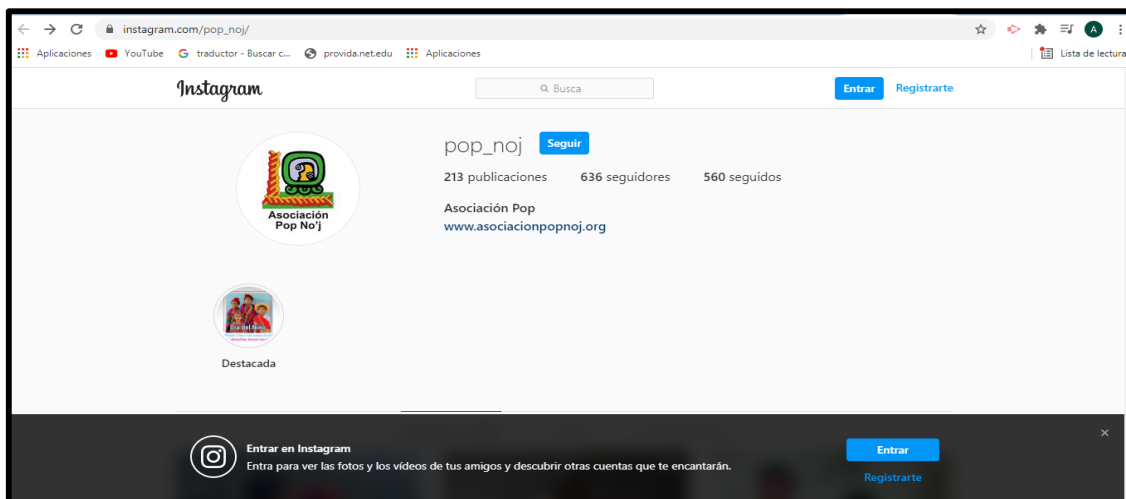 instagram.com/pop_noj/
A
Aplicaciones YouTube traductor - Buscar c... provida.net.edu Aplicaciones Lista de lectura
Instagram Busca Entrar Registrarte
pop_noj Seguir
213 publicaciones 636 seguidores 560 seguidos
Asociación Pop
www.asociacionpopnoj.org
Asociación
Pop No'j
Día del Niño
Destacada
Entrar en Instagram
Entra para ver las fotos y los vídeos de tus amigos y descubrir otras cuentas que te encantarán.
Entrar
Registrarte